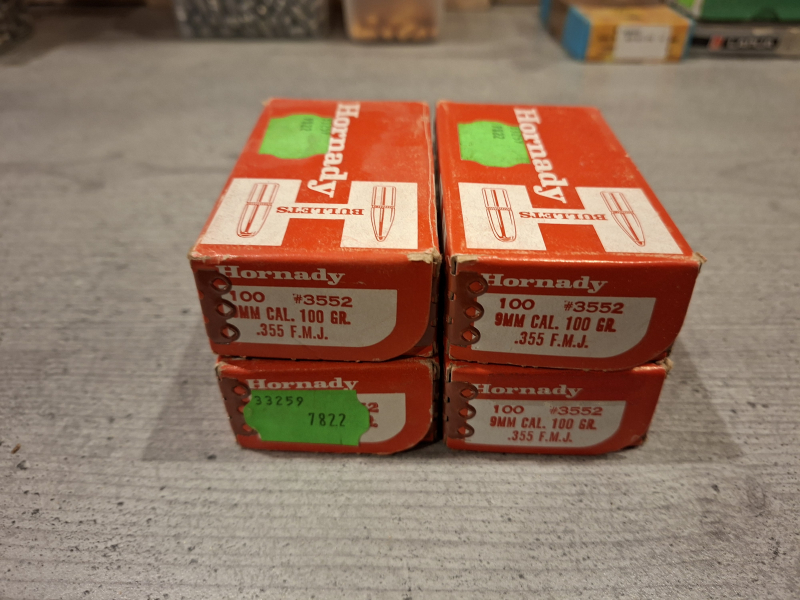 Hornady
BULLETS
Hornady
BULLETS
Hornady
100 #3552
9MM CAL. 100 GR.
.355 F.M.J.
Hornady
100 #3552
9MM CAL. 100 GR.
.355 F.M.J.
Hornady
33259
7822
Hornady
100 #3552
9MM CAL. 100 GR.
.355 F.M.J.